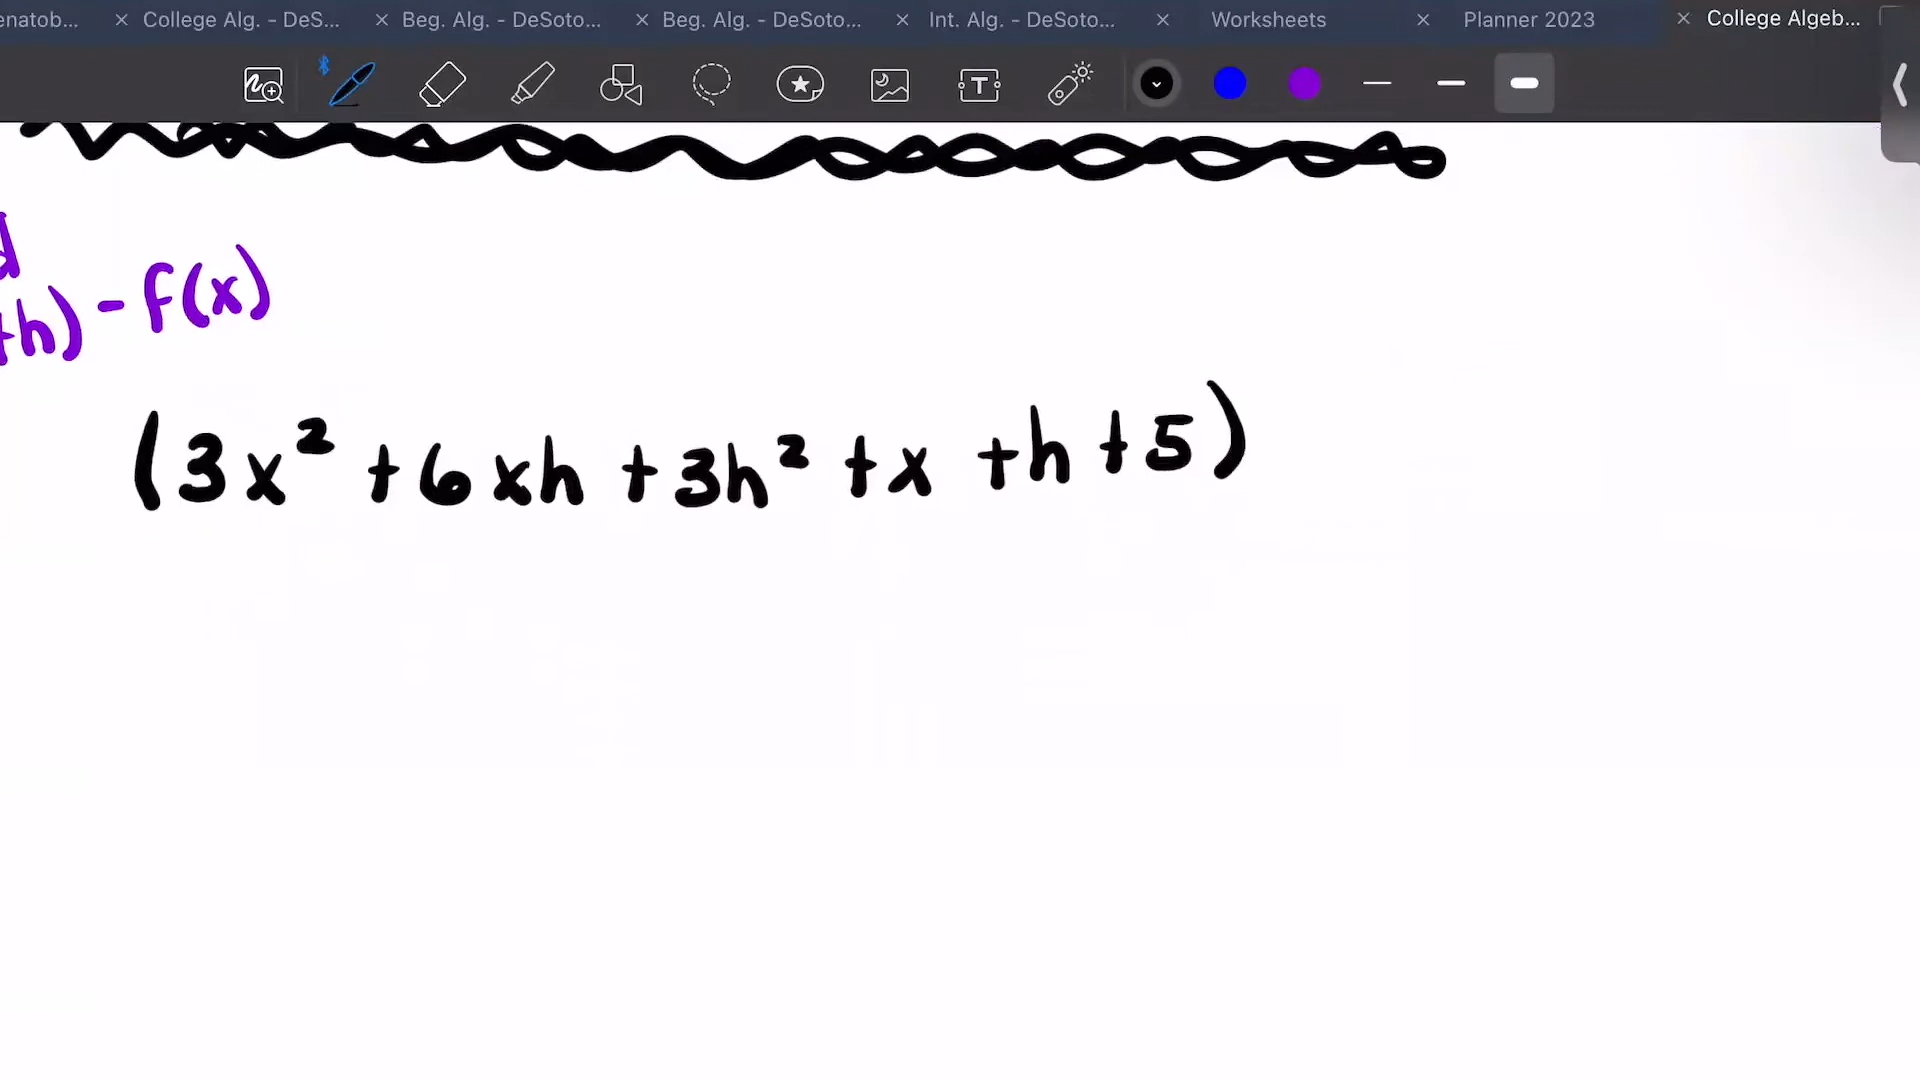 enatob... × College Alg. - DeS... × Beg. Alg. - DeSoto... × Beg. Alg. - DeSoto... × Int. Alg. - DeSoto... × Worksheets × Planner 2023 × College Algeb...
+h) - f(x)
(3x² + 6xh + 3h² + x + h + 5)